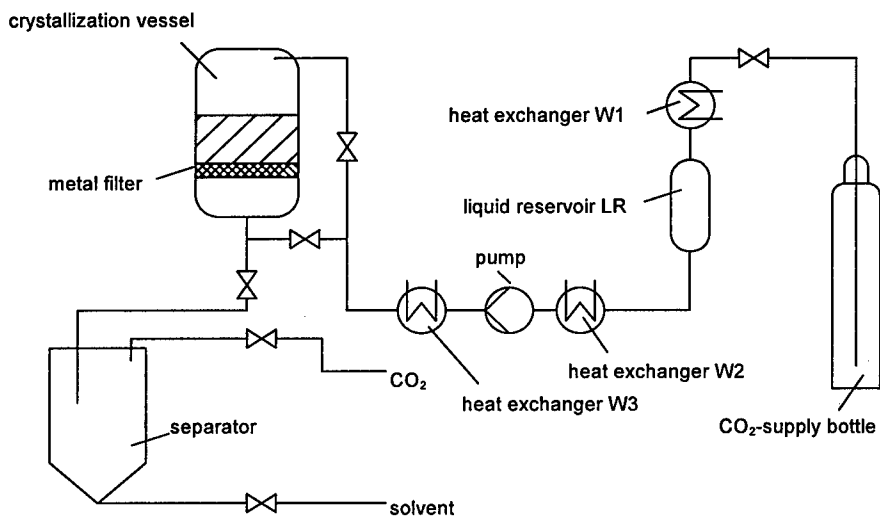 crystallization vessel
heat exchanger W1
metal filter
liquid reservoir LR
pump
heat exchanger W2
CO₂
heat exchanger W3
separator
CO₂-supply bottle
solvent